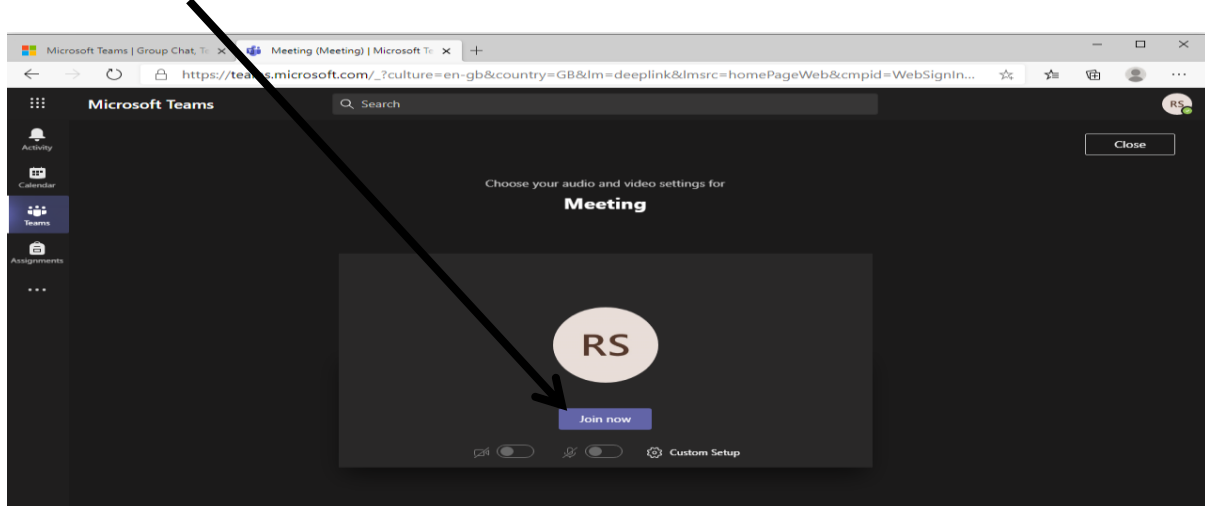 Microsoft Teams | Group Chat, Te
Meeting (Meeting) | Microsoft Te
https://teams.microsoft.com/_?culture=en-gb&country=GB&lm=deeplink&lmsrc=homePageWeb&cmpid=WebSignIn...
Microsoft Teams
Search
RS
Activity
Close
Calendar
Choose your audio and video settings for
Meeting
Teams
Assignments
RS
Join now
Custom Setup